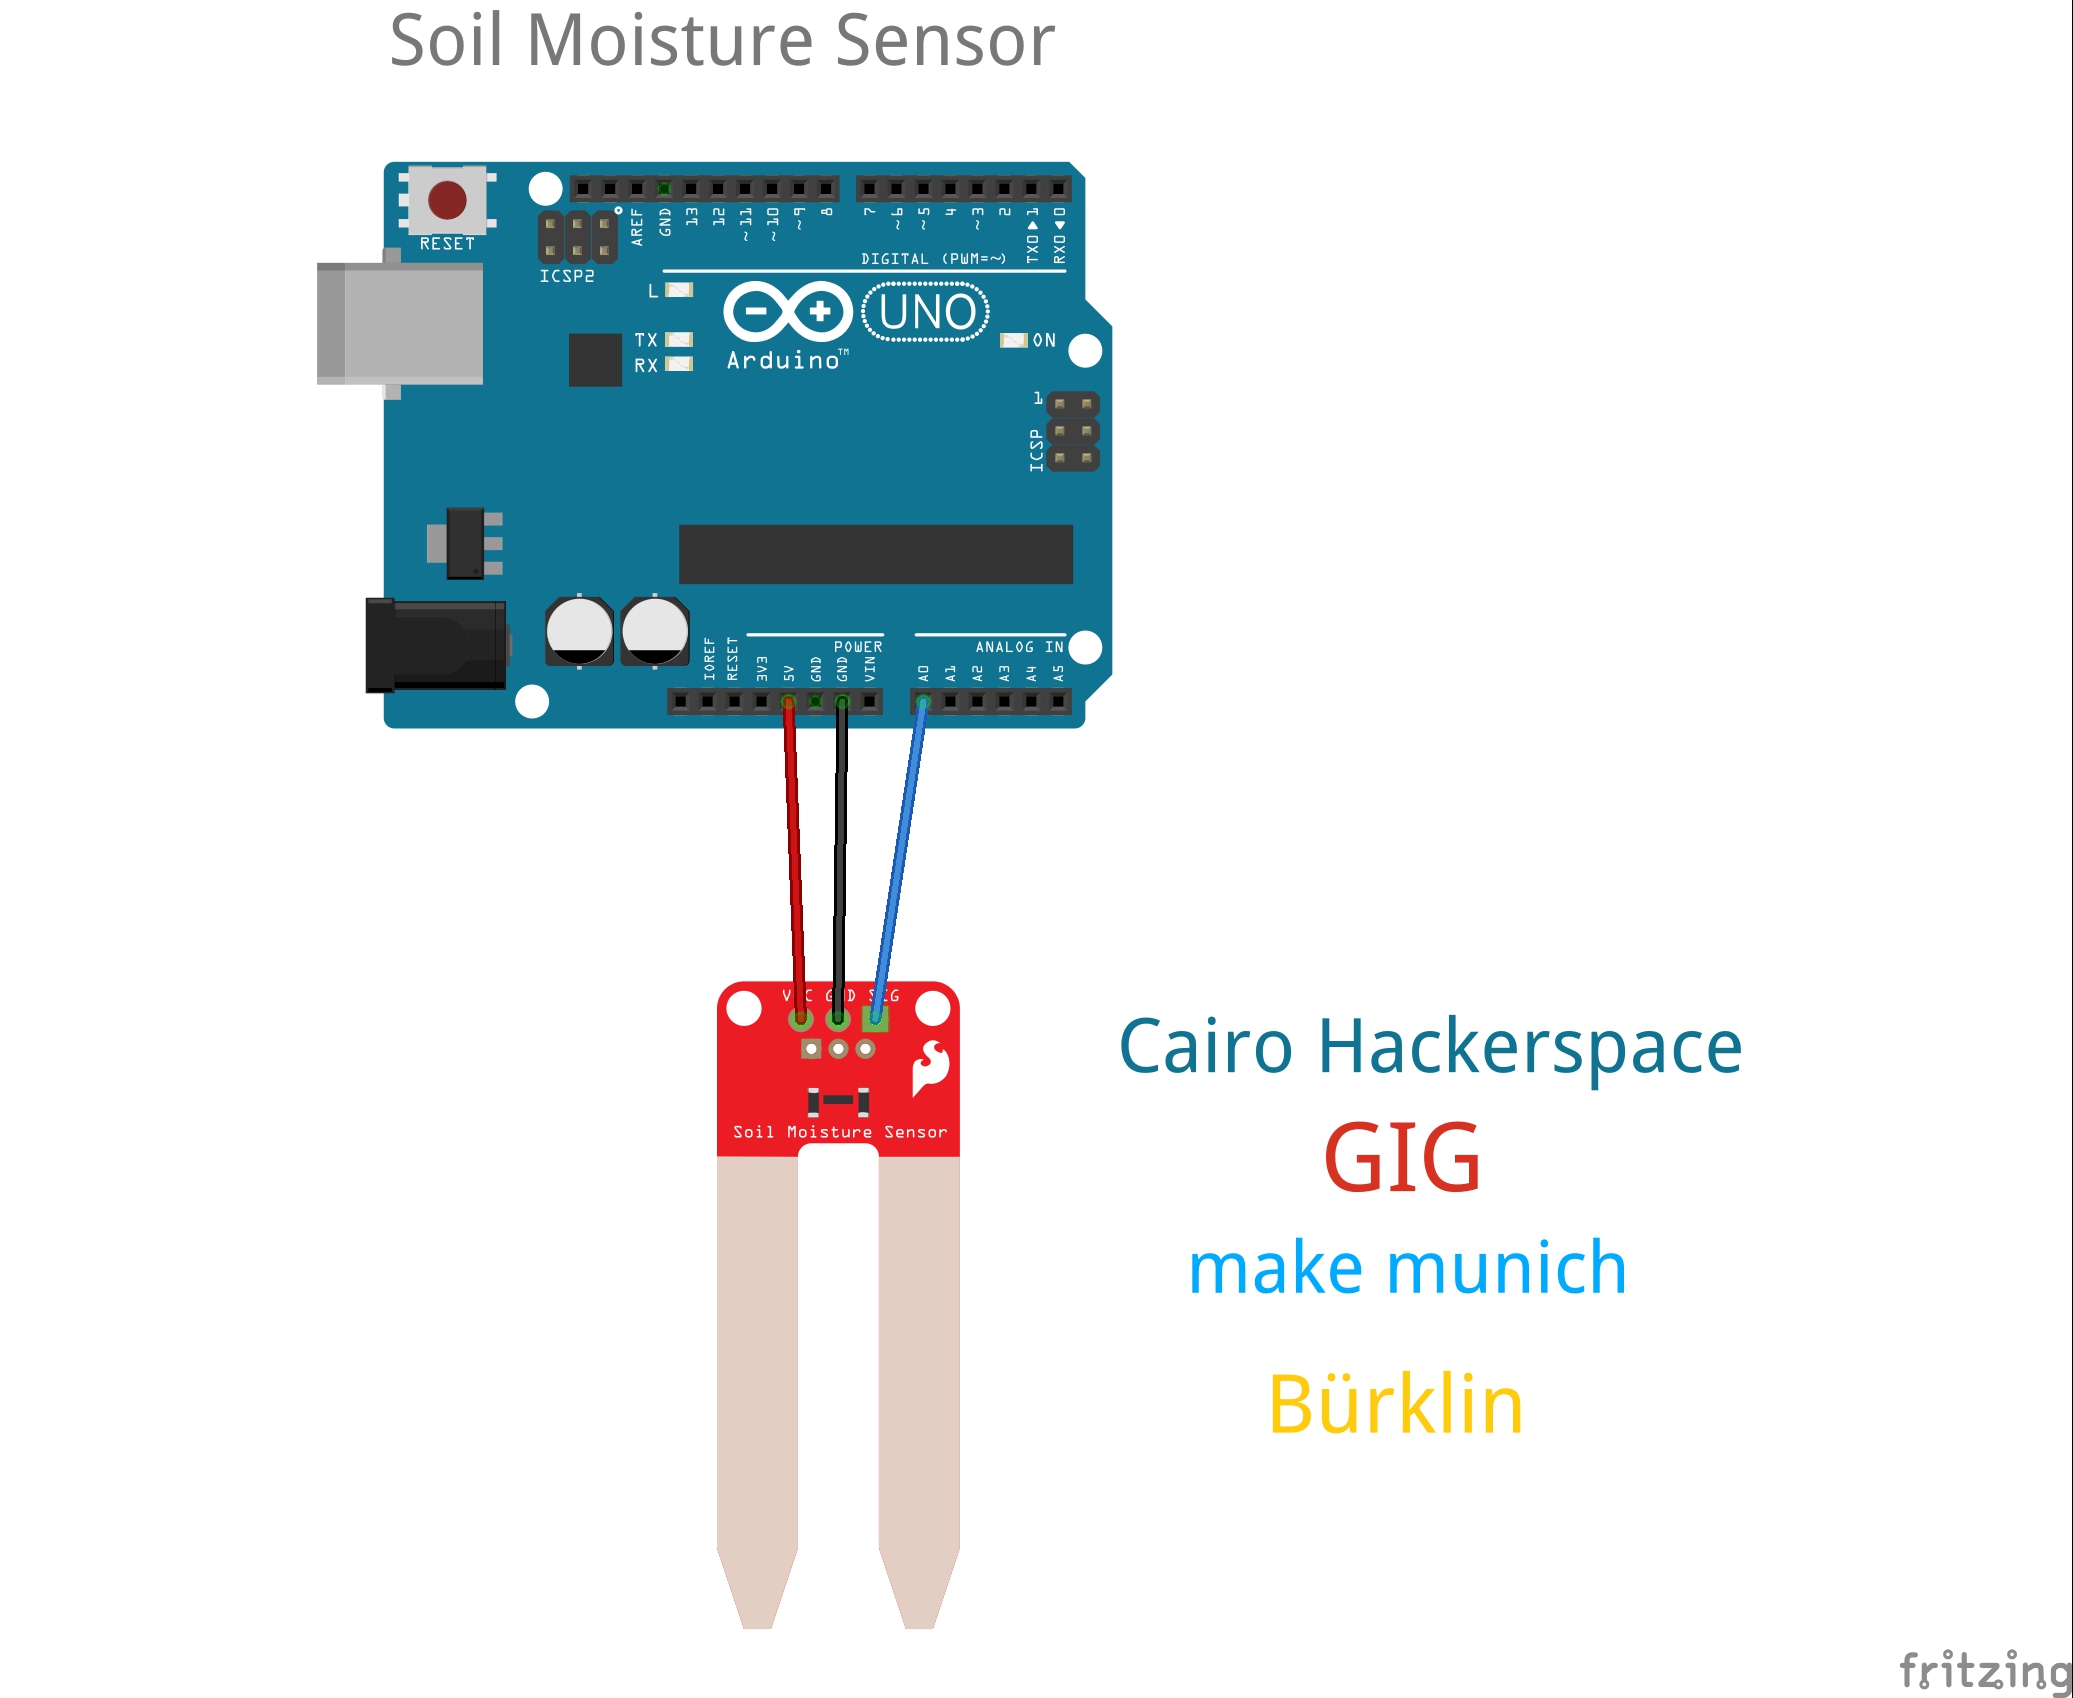 Soil Moisture Sensor
RESET
ICSP2
AREF
GND
13
12
~11
~10
~9
8
7
~6
~5
4
~3
2
TX0▶1
RX0◀0
DIGITAL (PWM=~)
L
TX
RX
Arduino™
UNO
ON
1
ICSP
POWER
ANALOG IN
IOREF
RESET
3V3
5V
GND
GND
VIN
A0
A1
A2
A3
A4
A5
VCC GND SIG
Soil Moisture Sensor
Cairo Hackerspace
GIG
make munich
Bürklin
fritzing